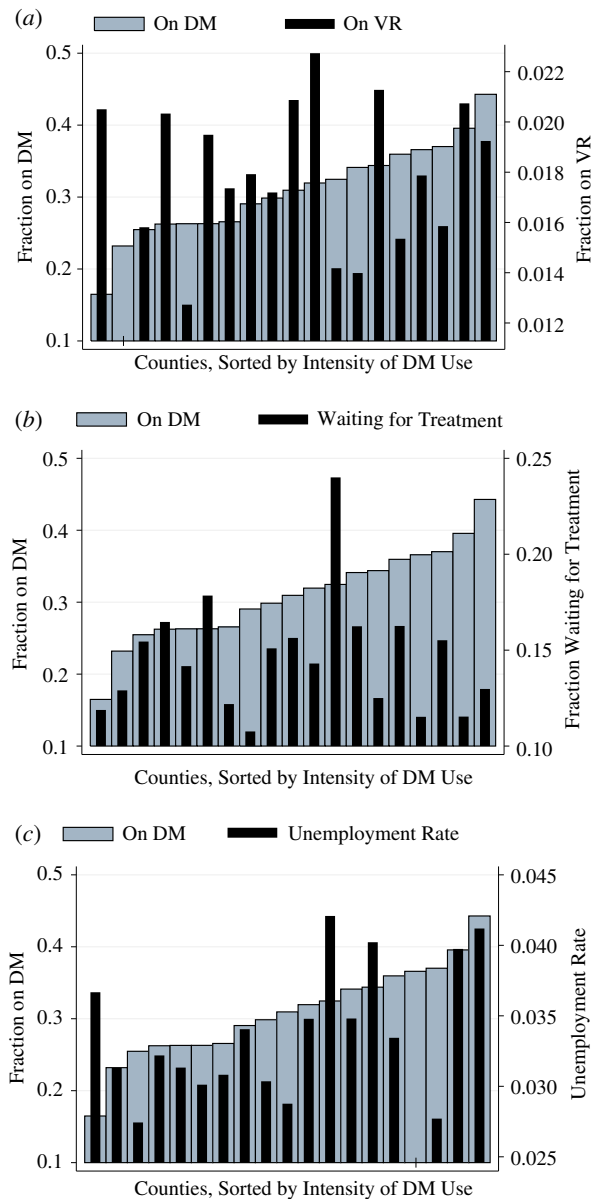 (a)
On DM
On VR
0.5
0.4
0.3
0.2
0.1
Fraction on DM
0.022
0.020
0.018
0.016
0.014
0.012
Fraction on VR
Counties, Sorted by Intensity of DM Use
(b)
On DM
Waiting for Treatment
0.5
0.4
0.3
0.2
0.1
Fraction on DM
0.25
0.20
0.15
0.10
Fraction Waiting for Treatment
Counties, Sorted by Intensity of DM Use
(c)
On DM
Unemployment Rate
0.5
0.4
0.3
0.2
0.1
Fraction on DM
0.045
0.040
0.035
0.030
0.025
Unemployment Rate
Counties, Sorted by Intensity of DM Use